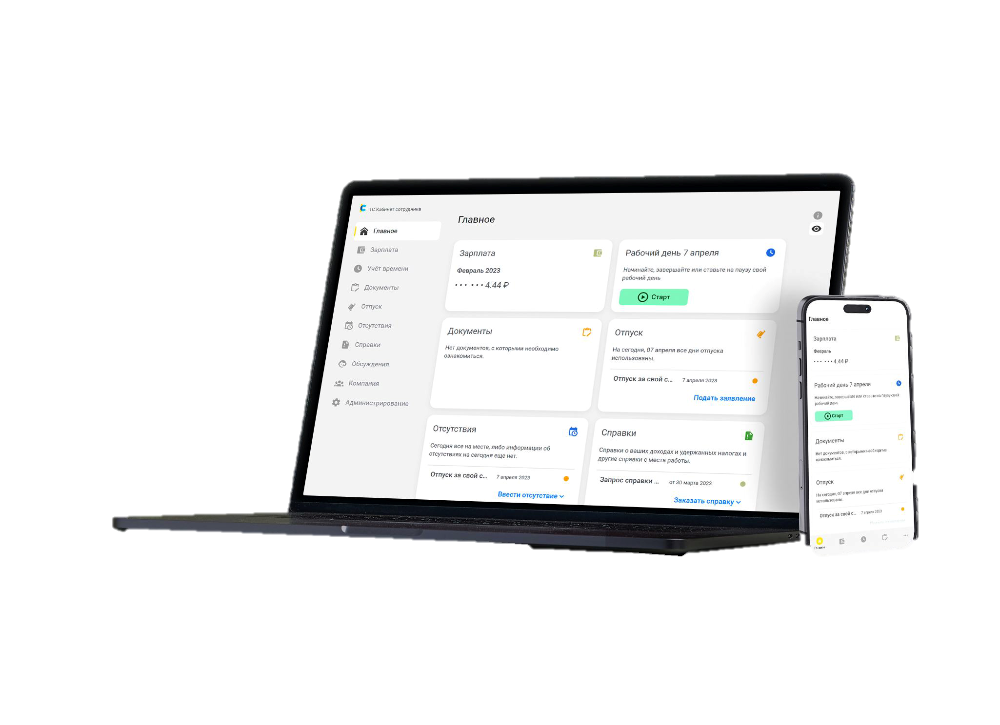 1С:Кабинет сотрудника
Главное
Зарплата
Учёт времени
Документы
Отпуск
Отсутствия
Справки
Обсуждения
Компания
Администрирование
Главное
Зарплата
Февраль 2023
••• •••4.44 ₽
Рабочий день 7 апреля
Начинайте, завершайте или ставьте на паузу свой
рабочий день
Старт
Документы
Нет документов, с которыми необходимо
ознакомиться.
Отпуск
На сегодня, 07 апреля все дни отпуска
использованы.
Отпуск за свой с... 7 апреля 2023
Подать заявление
Отсутствия
Сегодня все на месте, либо информации об
отсутствиях на сегодня еще нет.
Отпуск за свой с... 7 апреля 2023
Ввести отсутствие
Справки
Справки о ваших доходах и удержанных налогах и
другие справки с места работы.
Запрос справки ... от 30 марта 2023
Заказать справку
Главное
Зарплата
Февраль
••• •••4.44 ₽
Рабочий день 7 апреля
Начинайте, завершайте или ставьте на паузу свой
рабочий день
Старт
Документы
Нет документов, с которыми необходимо
ознакомиться.
Отпуск
На сегодня, 07 апреля все дни отпуска
использованы.
Отпуск за свой с... 7 апреля 2023
Подать заявление
Главное